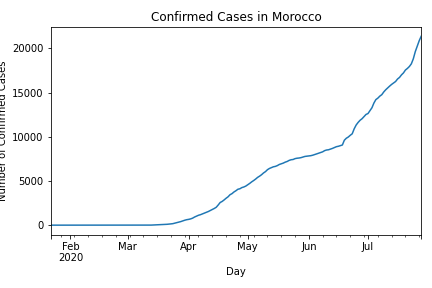 Confirmed Cases in Morocco
Number of Confirmed Cases
20000
15000
10000
5000
0
Feb Mar Apr May Jun Jul
2020
Day